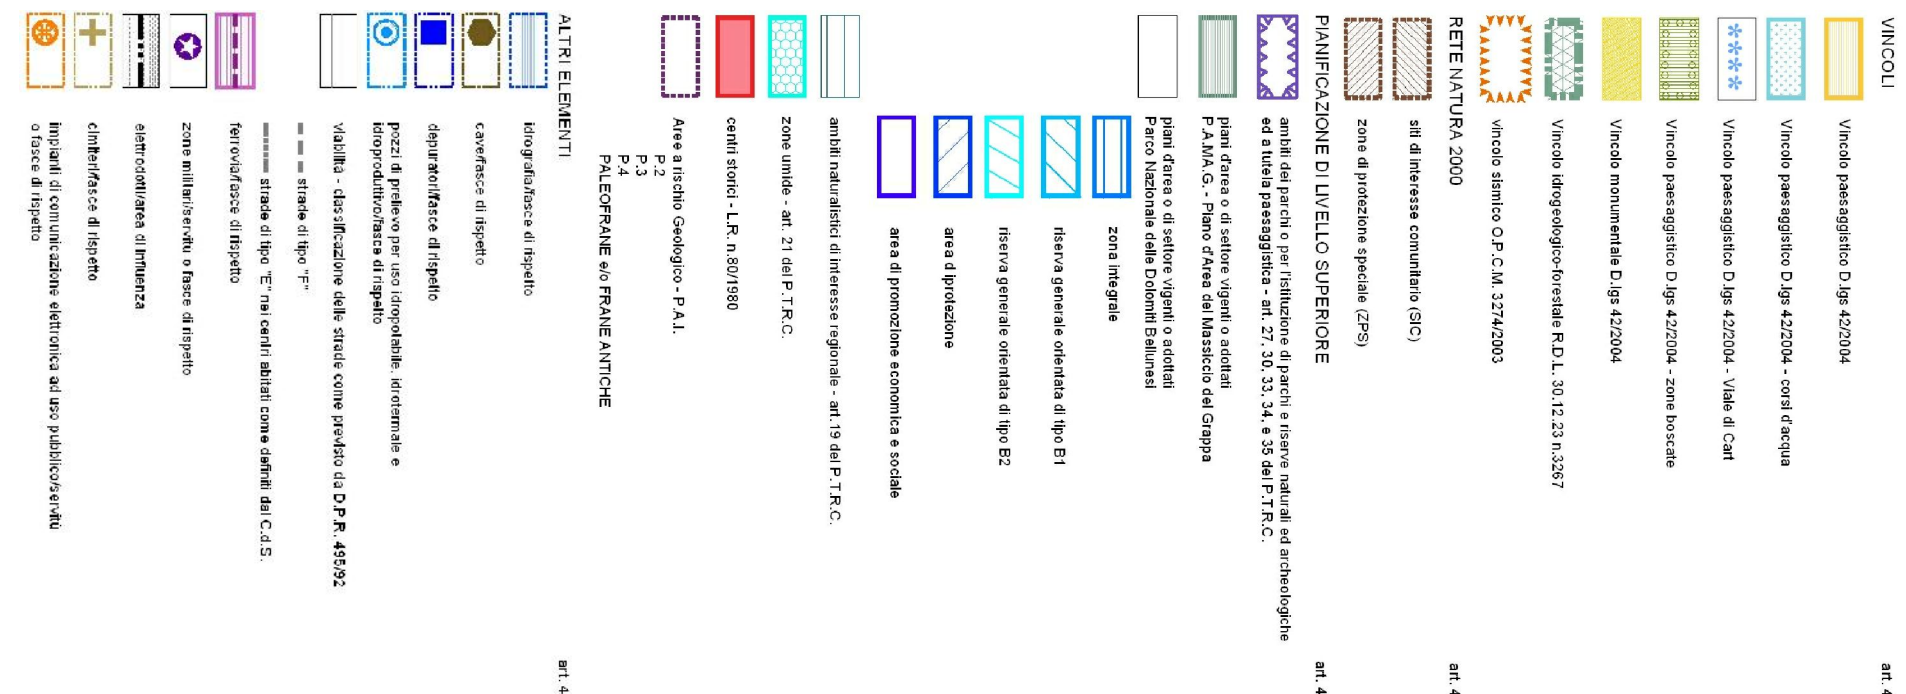 VINCOLI
art. 4
Vincolo paesaggistico D.lgs 42/2004
Vincolo paesaggistico D.lgs 42/2004 - corsi d'acqua
Vincolo paesaggistico D.lgs 42/2004 - Viale di Cart
Vincolo paesaggistico D.lgs 42/2004 - zone boscate
Vincolo monumentale D.lgs 42/2004
Vincolo idrogeologico-forestale R.D.L. 30.12.23 n.3267
vincolo sismico O.P.C.M. 3274/2003
RETE NATURA 2000
art. 4
siti di interesse comunitario (SIC)
zone di protezione speciale (ZPS)
PIANIFICAZIONE DI LIVELLO SUPERIORE
art. 4
ambiti dei parchi o per l'istituzione di parchi e riserve naturali ed archeologiche
ed a tutela paesaggistica - art. 27, 30, 33, 34, e 35 del P.T.R.C.
piani d'area o di settore vigenti o adottati
P.A.MA.G. - Piano d'Area del Massiccio del Grappa
piani d'area o di settore vigenti o adottati
Parco Nazionale delle Dolomiti Bellunesi
zona integrale
riserva generale orientata di tipo B1
riserva generale orientata di tipo B2
area d iprotezione
area di promozione economica e sociale
ambiti naturalistici di interesse regionale - art.19 del P.T.R.C.
zone umide - art. 21 del P.T.R.C.
centri storici - L.R. n.80/1980
Aree a rischio Geologico - P.A.I.
P.2
P.3
P.4
PALEOFRANE e/o FRANE ANTICHE
ALTRI ELEMENTI
art. 4
idrografia/fasce di rispetto
cave/fasce di rispetto
depuratori/fasce di rispetto
pozzi di prelievo per uso idropotabile, idrotermale e
idroproduttivo/fasce di rispetto
viabilità - classificazione delle strade come previsto da D.P.R. 495/92
strade di tipo "F"
strade di tipo "E" nei centri abitati come definiti dal C.d.S.
ferrovia/fasce di rispetto
zone militari/servitù o fasce di rispetto
elettrodotti/area di influenza
cimiteri/fasce di rispetto
impianti di comunicazione elettronica ad uso pubblico/servitù
o fasce di rispetto